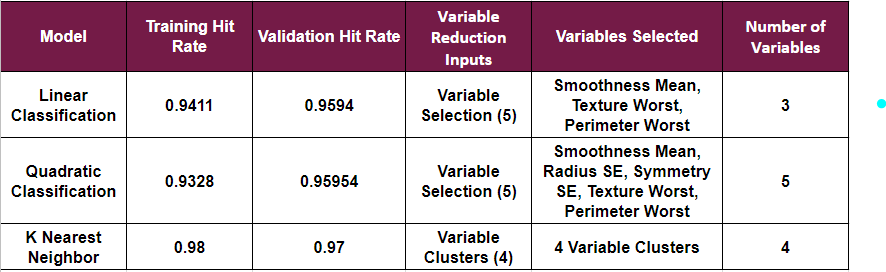 Model
Training Hit
Rate
Validation Hit Rate
Variable
Reduction
Inputs
Variables Selected
Number of
Variables
Linear
Classification
0.9411
0.9594
Variable
Selection (5)
Smoothness Mean,
Texture Worst,
Perimeter Worst
3
Quadratic
Classification
0.9328
0.95954
Variable
Selection (5)
Smoothness Mean,
Radius SE, Symmetry
SE, Texture Worst,
Perimeter Worst
5
K Nearest
Neighbor
0.98
0.97
Variable
Clusters (4)
4 Variable Clusters
4